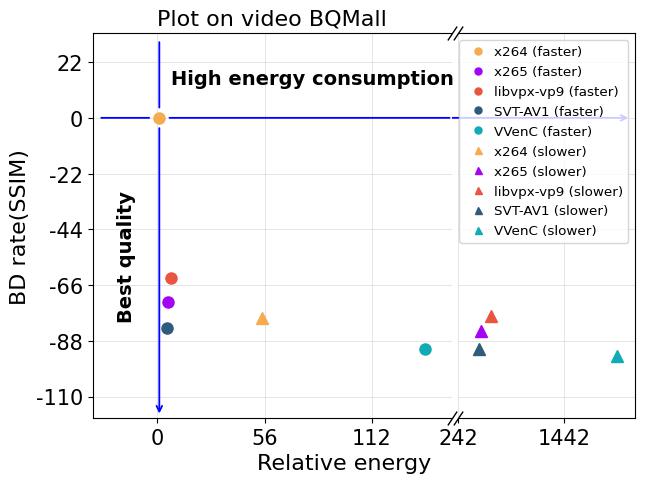 Plot on video BQMall
22
0
-22
-44
-66
-88
-110
BD rate(SSIM)
High energy consumption
Best quality
x264 (faster)
x265 (faster)
libvpx-vp9 (faster)
SVT-AV1 (faster)
VVenC (faster)
x264 (slower)
x265 (slower)
libvpx-vp9 (slower)
SVT-AV1 (slower)
VVenC (slower)
0 56 112 242 1442
Relative energy